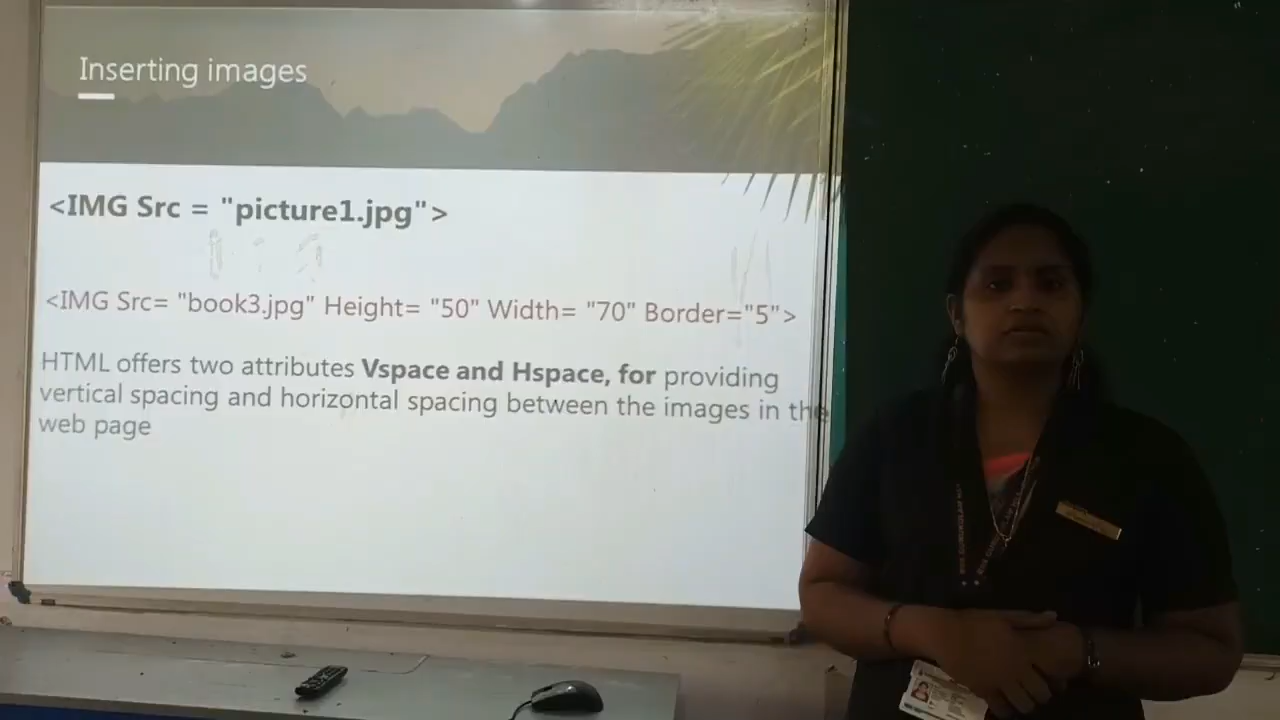 Inserting images
<IMG Src = "picture1.jpg">
<IMG Src= "book3.jpg" Height= "50" Width= "70" Border="5">
HTML offers two attributes Vspace and Hspace, for providing
vertical spacing and horizontal spacing between the images in the
web page